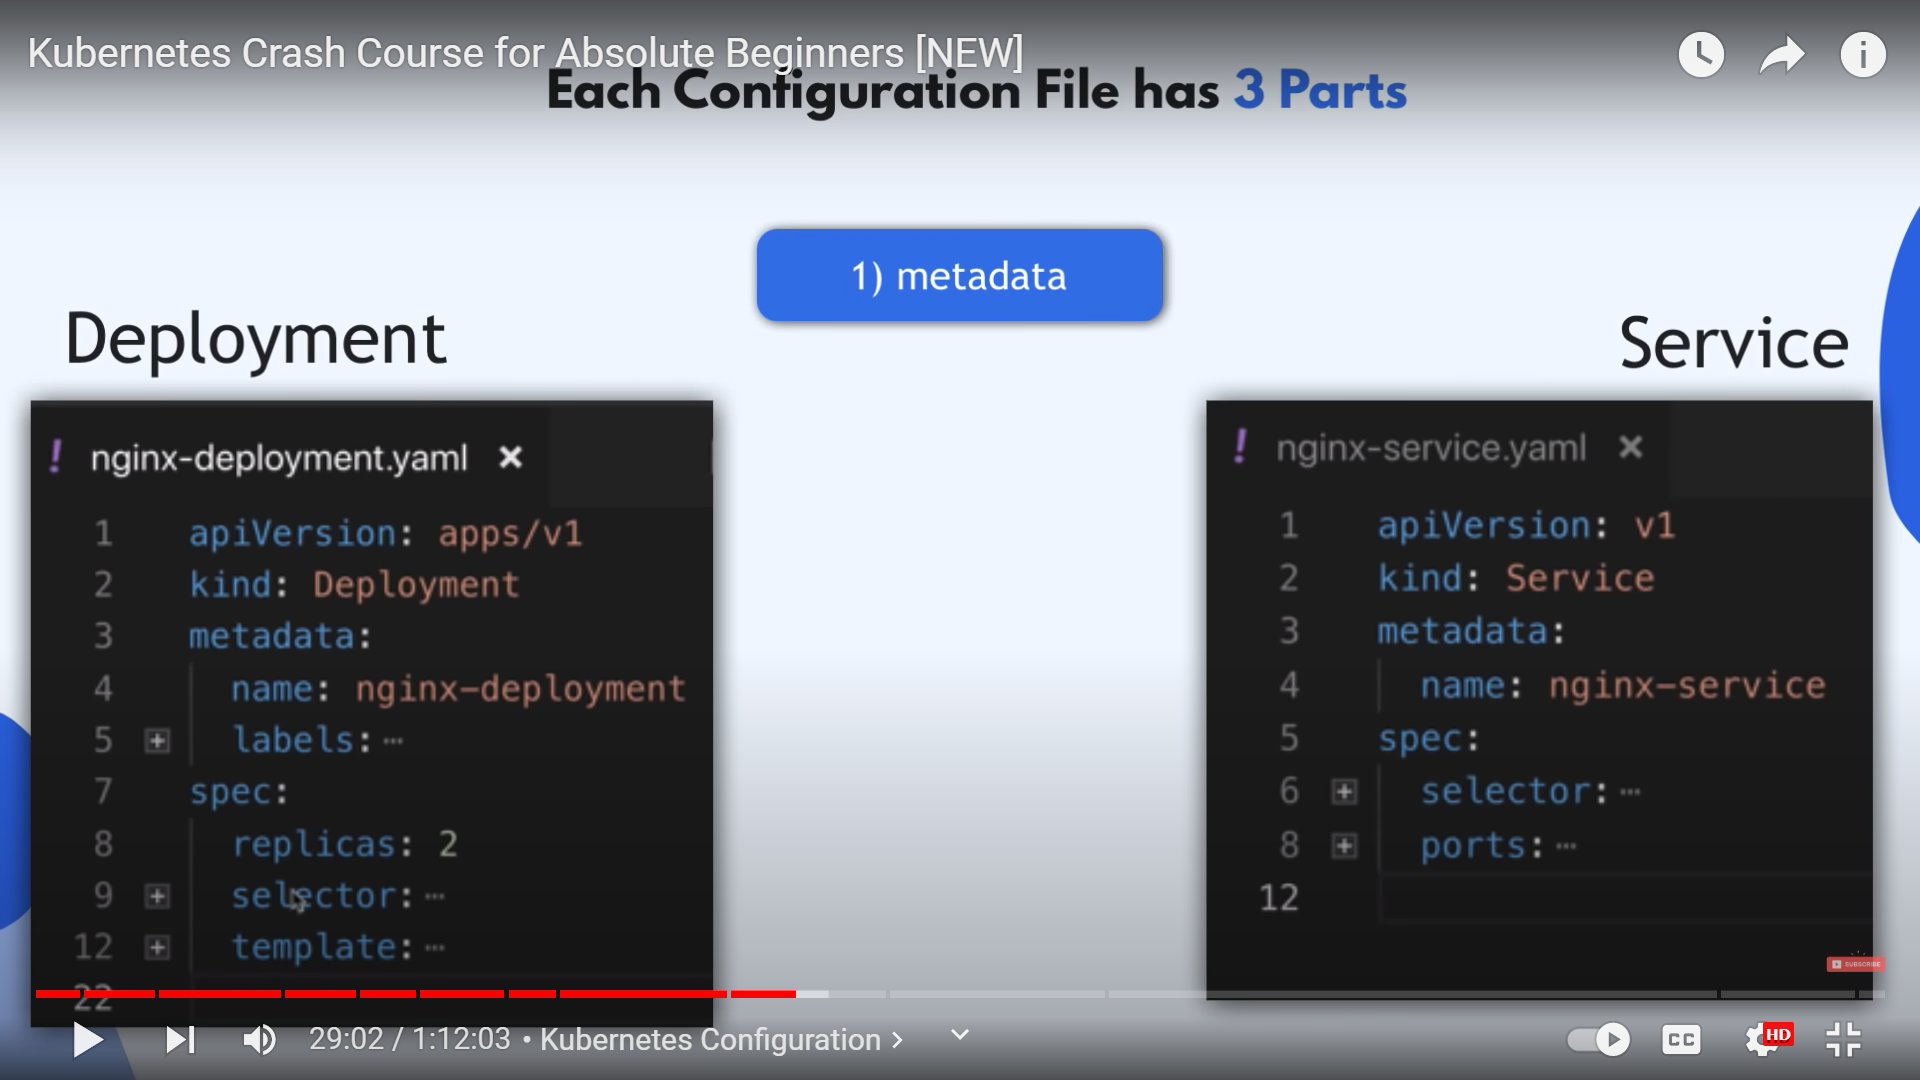 Kubernetes Crash Course for Absolute Beginners [NEW]
Each Configuration File has 3 Parts
1) metadata
Deployment
nginx-deployment.yaml
1 apiVersion: apps/v1
2 kind: Deployment
3 metadata:
4 name: nginx-deployment
5 labels:…
7 spec:
8 replicas: 2
9 selector:…
12 template:…
22
Service
nginx-service.yaml
1 apiVersion: v1
2 kind: Service
3 metadata:
4 name: nginx-service
5 spec:
6 selector:…
8 ports:…
12
SUBSCRIBE
29:02 / 1:12:03 • Kubernetes Configuration
CC
HD